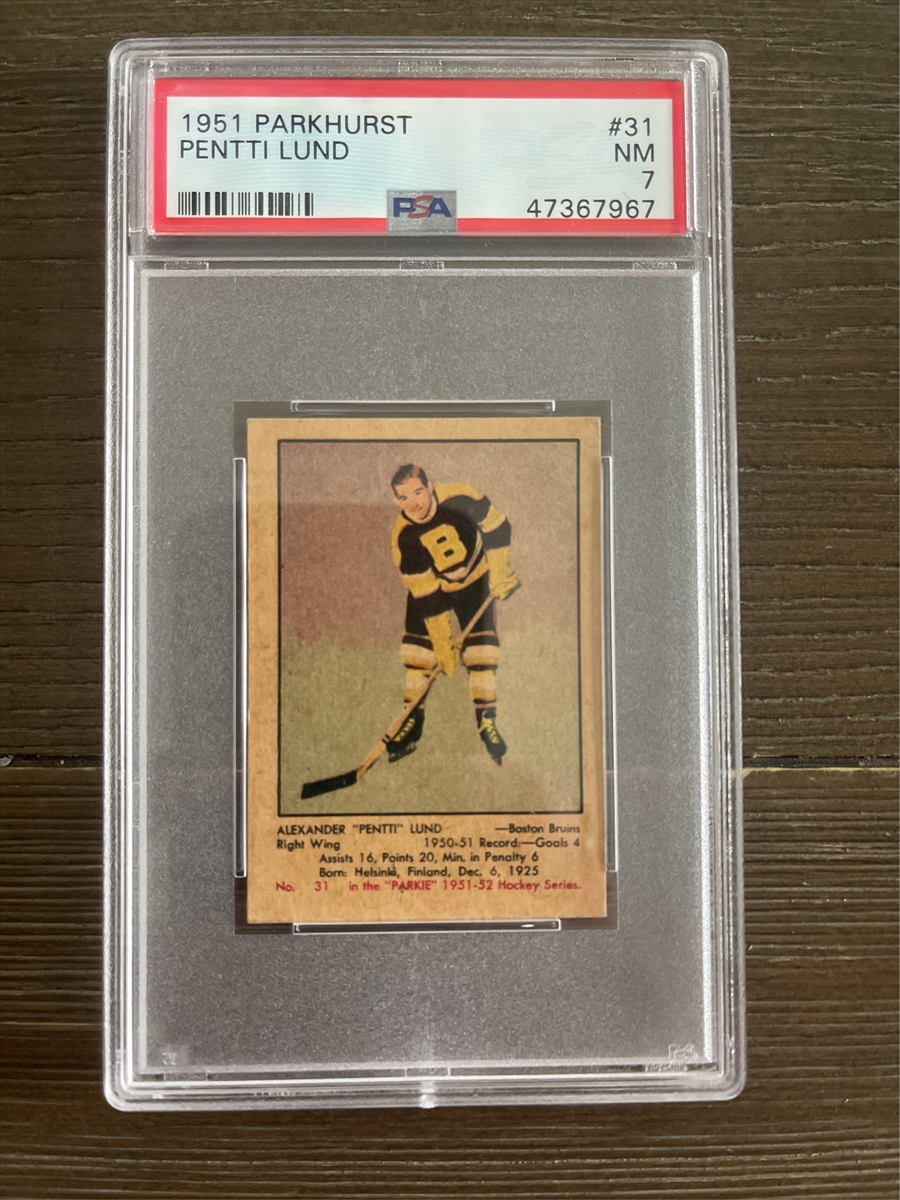 1951 PARKHURST #31
PENTTI LUND NM
7
PSA 47367967
B
ALEXANDER "PENTTI" LUND —Boston Bruins
Right Wing 1950-51 Record:—Goals 4
Assists 16, Points 20, Min. in Penalty 6
Born: Helsinki, Finland, Dec. 6, 1925
No. 31 in the "PARKIE" 1951-52 Hockey Series.